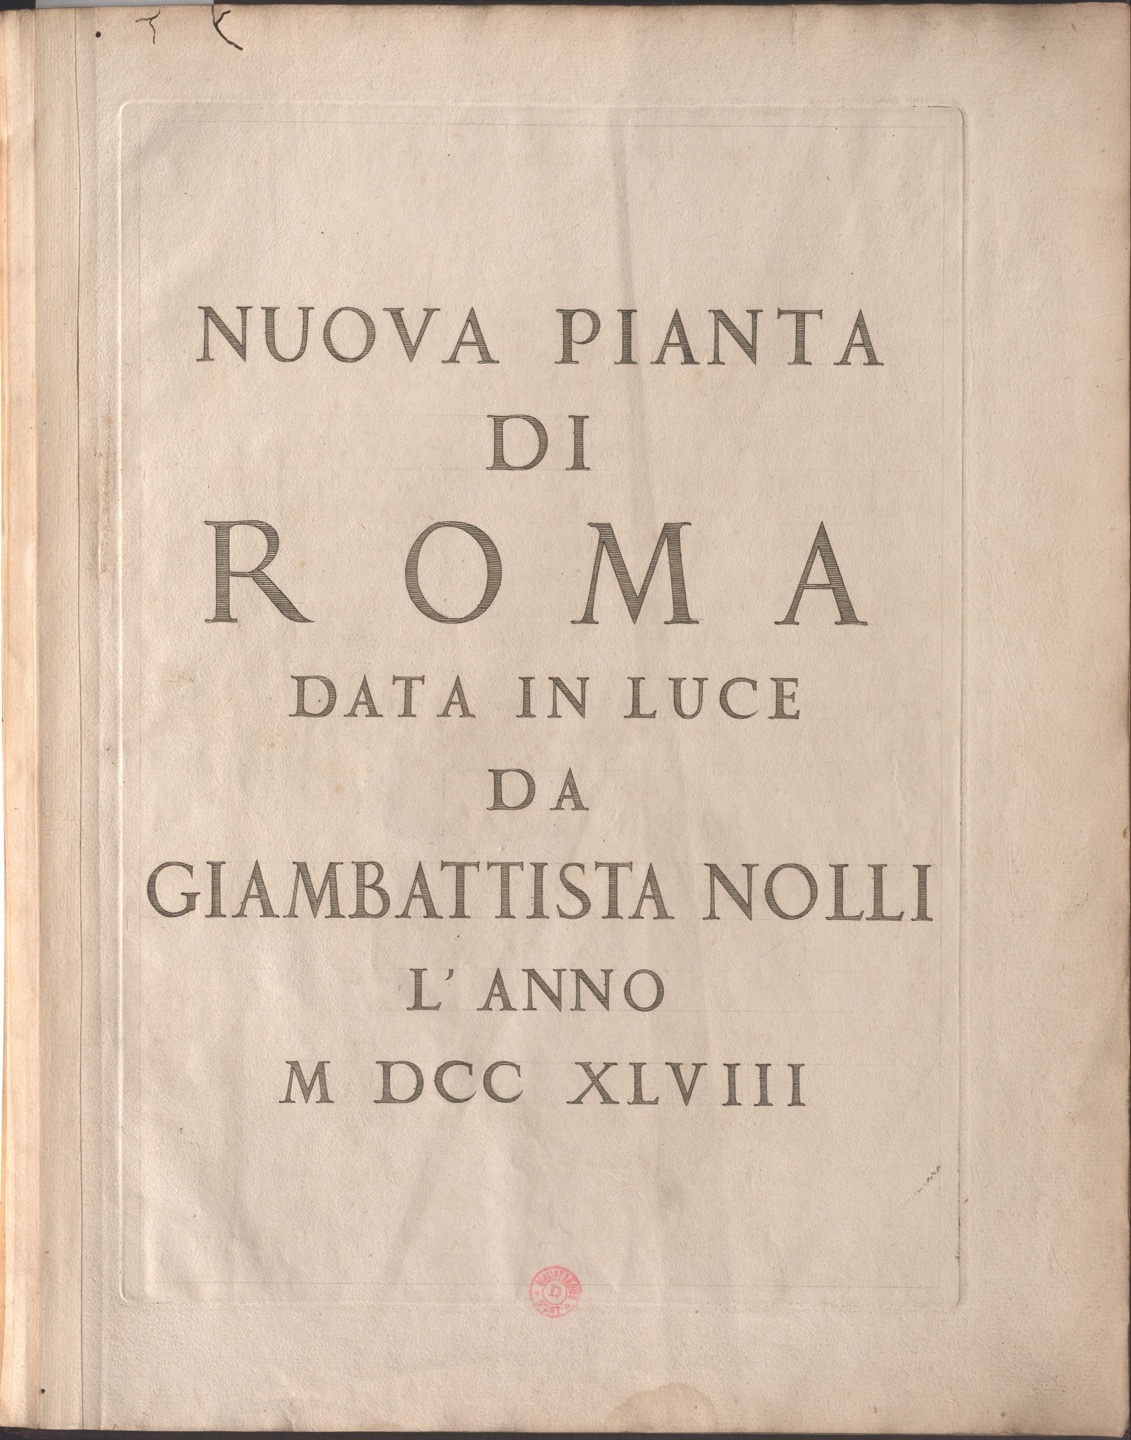 NUOVA PIANTA
DI
ROMA
DATA IN LUCE
DA
GIAMBATTISTA NOLLI
L' ANNO
M DCC XLVIII
D